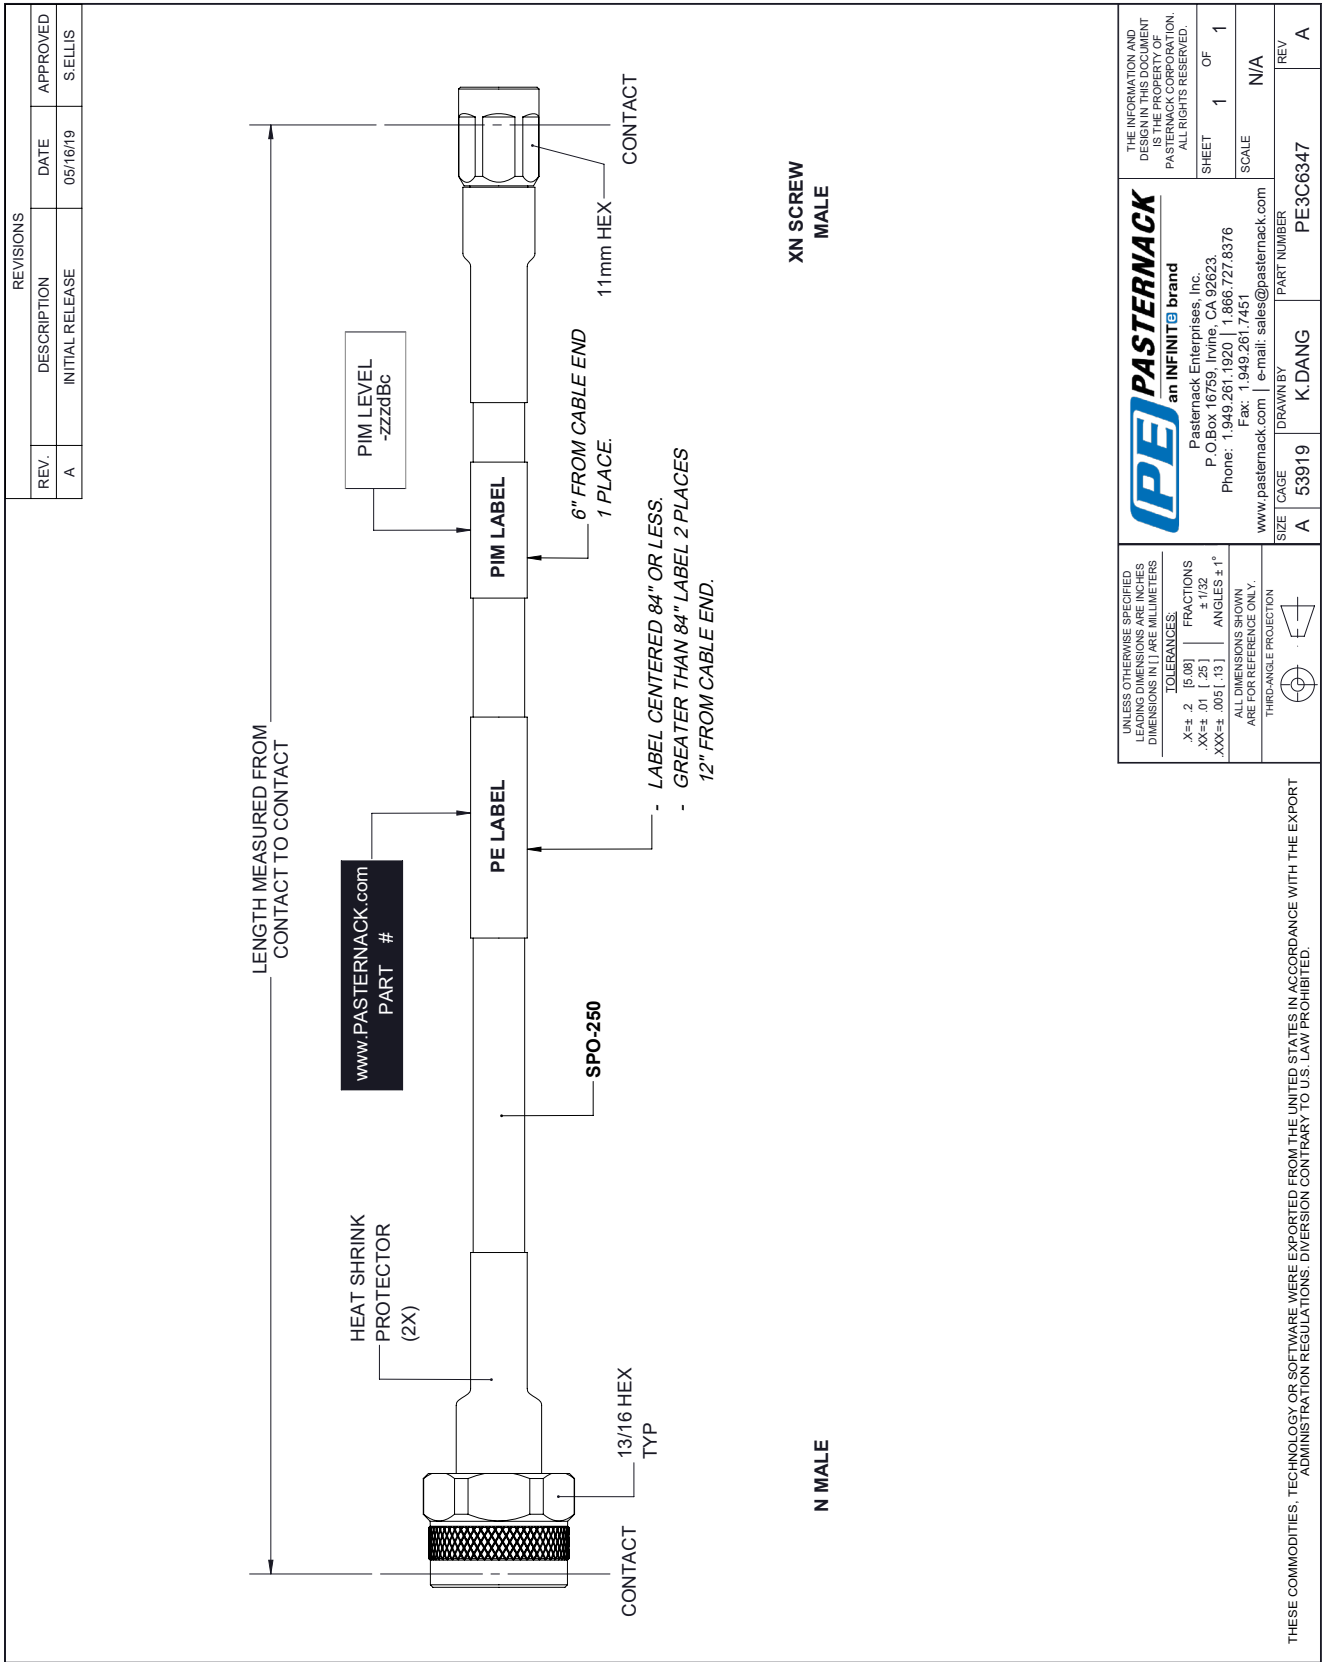 REVISIONS
REV. DESCRIPTION DATE APPROVED
A INITIAL RELEASE 05/16/19 S.ELLIS
LENGTH MEASURED FROM
CONTACT TO CONTACT
HEAT SHRINK
PROTECTOR
(2X)
www.PASTERNACK.com
PART #
PIM LEVEL
-zzzdBc
PE LABEL
PIM LABEL
CONTACT
13/16 HEX
TYP
SPO-250
- LABEL CENTERED 84" OR LESS.
- GREATER THAN 84" LABEL 2 PLACES
12" FROM CABLE END.
6" FROM CABLE END
1 PLACE.
11mm HEX
CONTACT
N MALE
XN SCREW
MALE
UNLESS OTHERWISE SPECIFIED
LEADING DIMENSIONS ARE INCHES
DIMENSIONS IN [ ] ARE MILLIMETERS
TOLERANCES:
.X=± .2 [5.08] FRACTIONS
.XX=± .01 [ .25 ] ± 1/32
.XXX=± .005 [ .13 ] ANGLES ± 1°
ALL DIMENSIONS SHOWN
ARE FOR REFERENCE ONLY.
THIRD-ANGLE PROJECTION
PE PASTERNACK
an INFINITe brand
Pasternack Enterprises, Inc.
P.O.Box 16759, Irvine, CA 92623.
Phone: 1.949.261.1920 | 1.866.727.8376
Fax: 1.949.261.7451
www.pasternack.com | e-mail: sales@pasternack.com
THE INFORMATION AND
DESIGN IN THIS DOCUMENT
IS THE PROPERTY OF
PASTERNACK CORPORATION.
ALL RIGHTS RESERVED.
SHEET 1 OF 1
SCALE N/A
SIZE A
CAGE 53919
DRAWN BY K.DANG
PART NUMBER PE3C6347
REV A
THESE COMMODITIES, TECHNOLOGY OR SOFTWARE WERE EXPORTED FROM THE UNITED STATES IN ACCORDANCE WITH THE EXPORT
ADMINISTRATION REGULATIONS. DIVERSION CONTRARY TO U.S. LAW PROHIBITED.